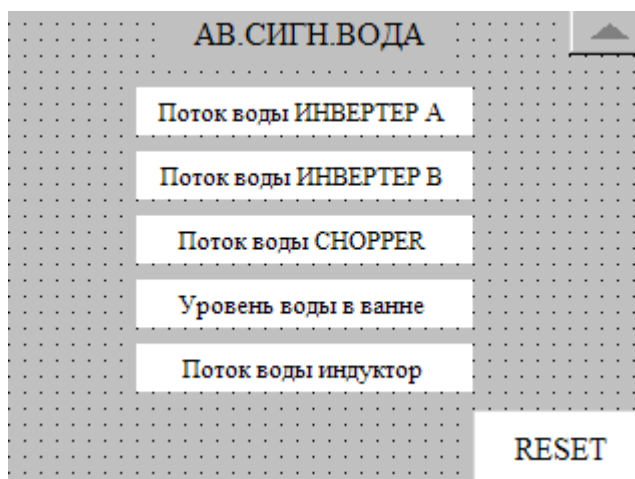 АВ.СИГН.ВОДА
Поток воды ИНВЕРТЕР А
Поток воды ИНВЕРТЕР В
Поток воды CHOPPER
Уровень воды в ванне
Поток воды индуктор
RESET